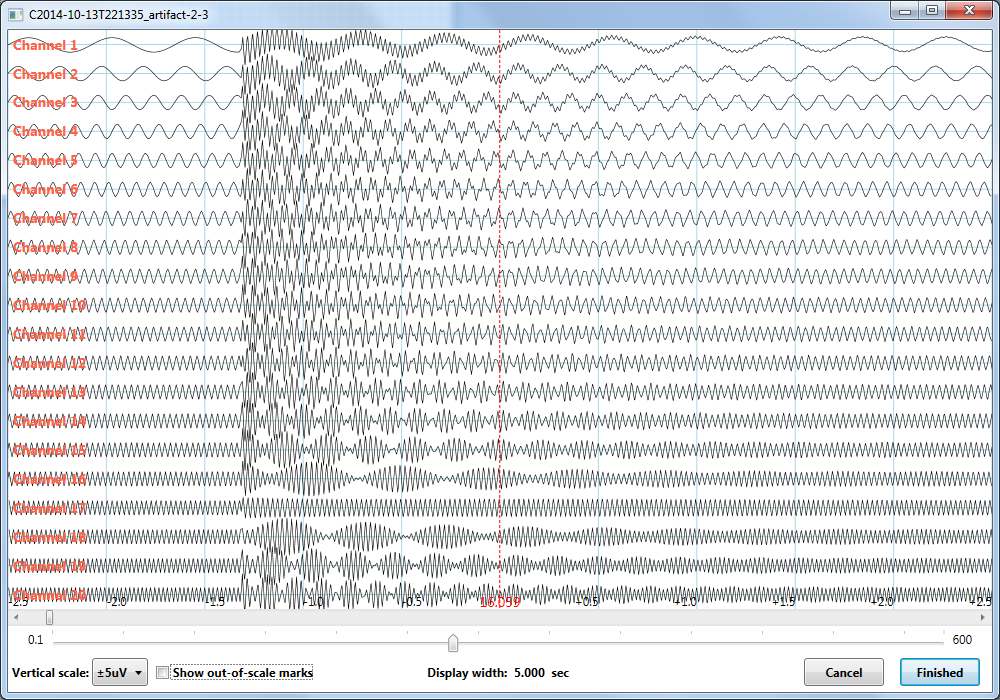 C2014-10-13T221335_artifact-2-3
Channel 1
Channel 2
Channel 3
Channel 4
Channel 5
Channel 6
Channel 7
Channel 8
Channel 9
Channel 10
Channel 11
Channel 12
Channel 13
Channel 14
Channel 15
Channel 16
Channel 17
Channel 18
Channel 19
Channel 20
-2.5 -2.0 -1.5 -1.0 -0.5 16.059 +0.5 +1.0 +1.5 +2.0 +2.5
0.1 600
Vertical scale: ±5uV Show out-of-scale marks Display width: 5.000 sec Cancel Finished